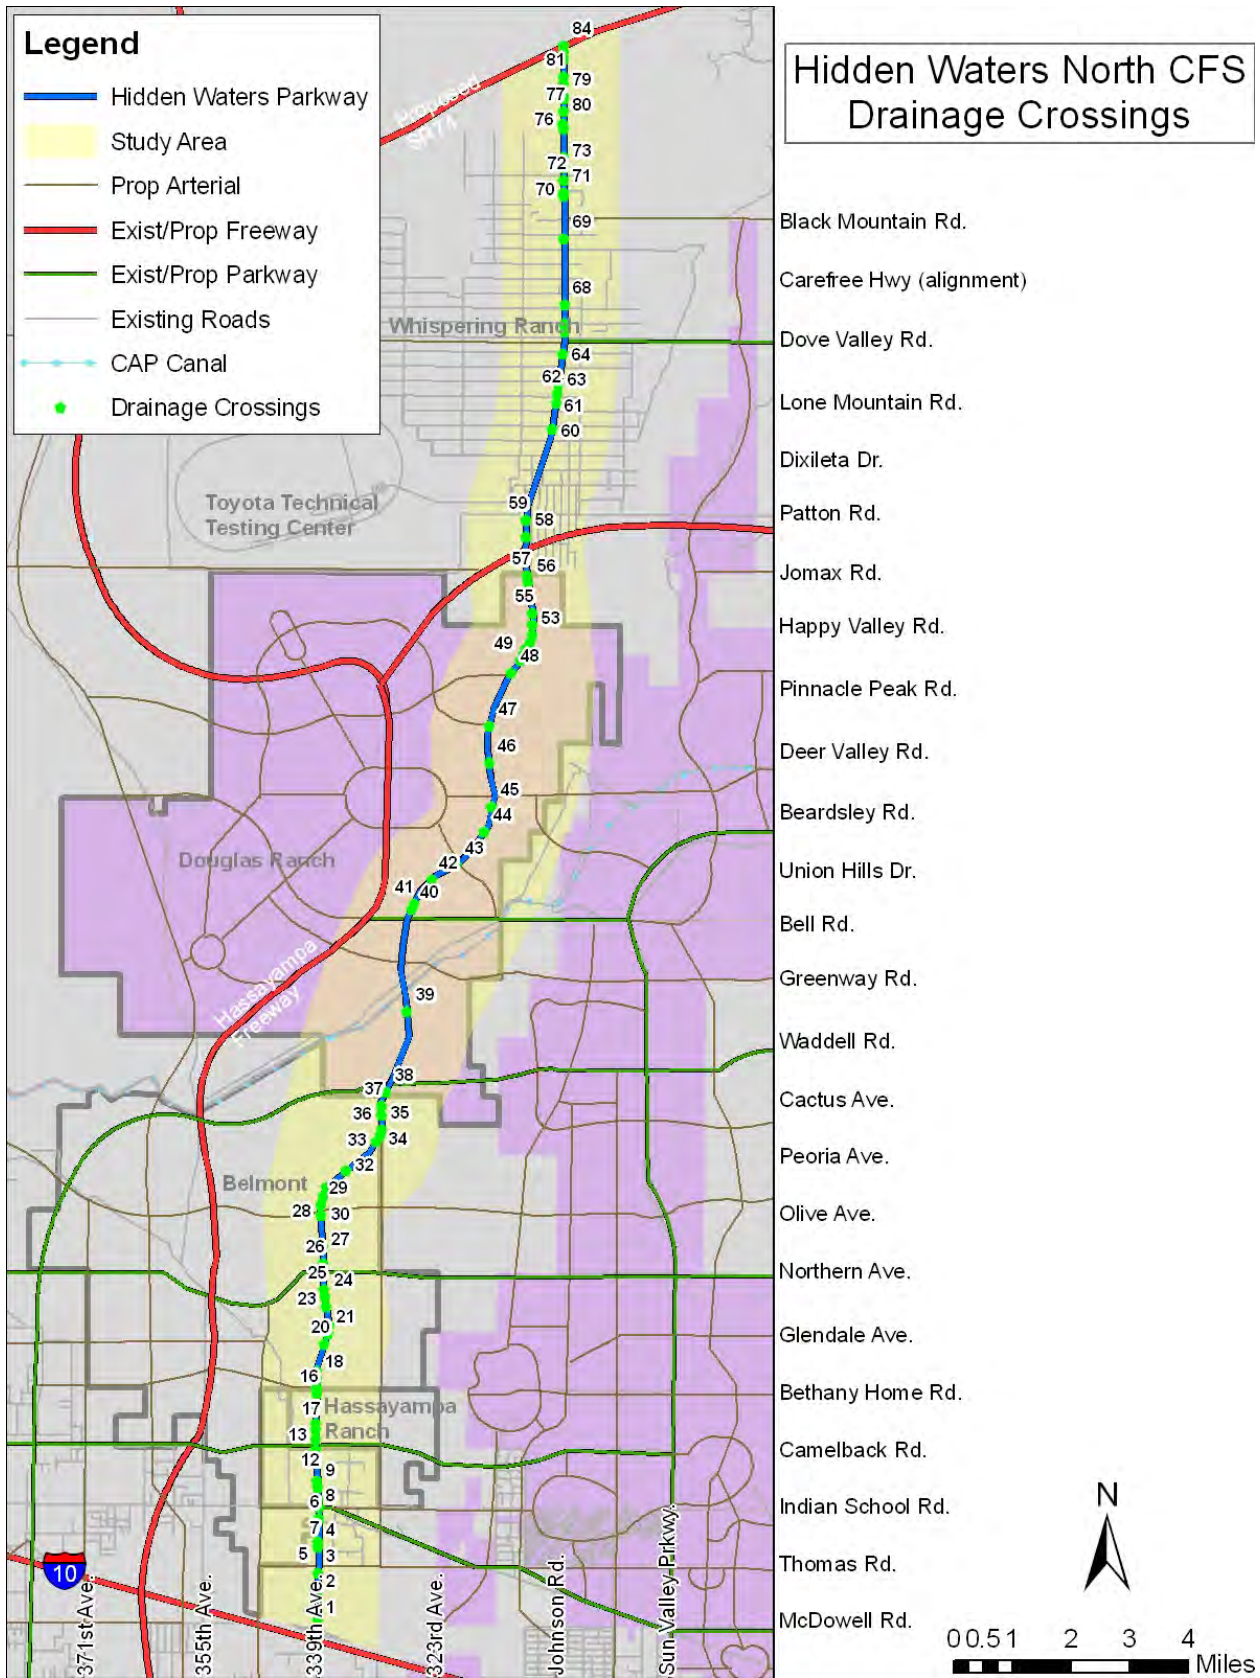 Legend
Hidden Waters Parkway
Study Area
Prop Arterial
Exist/Prop Freeway
Exist/Prop Parkway
Existing Roads
CAP Canal
Drainage Crossings
Hidden Waters North CFS
Drainage Crossings
Proposed
SR74
84
81
79
77
80
76
73
72
71
70
69
68
Whispering Ranch
64
62
63
61
60
Toyota Technical
Testing Center
59
58
57
56
55
53
49
48
47
46
45
44
43
42
41
40
Douglas Ranch
Hassayampa
Freeway
39
38
37
36
35
33
34
32
Belmont
29
28
30
27
26
25
24
23
21
20
18
16
17
Hassayampa
Ranch
13
12
9
8
6
7
4
5
3
2
1
10
371st Ave.
355th Ave.
339th Ave.
323rd Ave.
Johnson Rd.
Sun Valley Prkwy.
Black Mountain Rd.
Carefree Hwy (alignment)
Dove Valley Rd.
Lone Mountain Rd.
Dixileta Dr.
Patton Rd.
Jomax Rd.
Happy Valley Rd.
Pinnacle Peak Rd.
Deer Valley Rd.
Beardsley Rd.
Union Hills Dr.
Bell Rd.
Greenway Rd.
Waddell Rd.
Cactus Ave.
Peoria Ave.
Olive Ave.
Northern Ave.
Glendale Ave.
Bethany Home Rd.
Camelback Rd.
Indian School Rd.
Thomas Rd.
McDowell Rd.
N
0 0.5 1 2 3 4
Miles